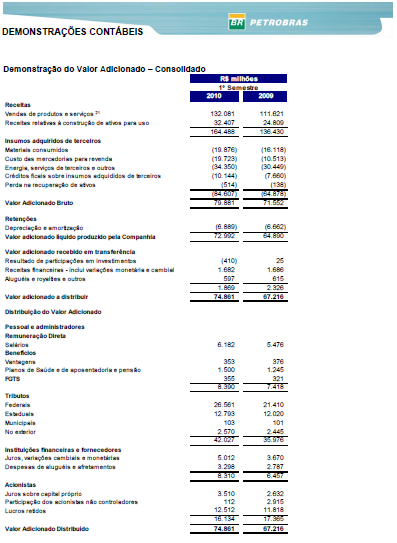 BR PETROBRAS
DEMONSTRAÇÕES CONTÁBEIS
Demonstração do Valor Adicionado – Consolidado
R$ milhões
1º Semestre
2010 2009
Receitas
Vendas de produtos e serviços 132.081 111.621
Receitas relativas à construção de ativos para uso 32.407 24.809
164.488 136.430
Insumos adquiridos de terceiros
Materiais consumidos (19.876) (16.118)
Custo das mercadorias para revenda (19.723) (10.513)
Energia, serviços de terceiros e outros (34.350) (30.449)
Créditos fiscais sobre insumos adquiridos de terceiros (10.144) (7.660)
Perda na recuperação de ativos (514) (138)
(84.607) (64.878)
Valor Adicionado Bruto 79.881 71.552
Retenções
Depreciação e amortização (6.889) (6.662)
Valor adicionado líquido produzido pela Companhia 72.992 64.890
Valor adicionado recebido em transferência
Resultado de participações em investimentos (410) 25
Receitas financeiras - inclui variações monetária e cambial 1.682 1.686
Aluguéis e royalties e outros 597 615
1.869 2.326
Valor adicionado a distribuir 74.861 67.216
Distribuição do Valor Adicionado
Pessoal e administradores
Remuneração Direta
Salários 6.182 5.476
Benefícios
Vantagens 353 376
Planos de Saúde e de aposentadoria e pensão 1.500 1.245
FGTS 355 321
8.390 7.418
Tributos
Federais 26.561 21.410
Estaduais 12.793 12.020
Municipais 103 101
No exterior 2.570 2.445
42.027 35.976
Instituições financeiras e fornecedores
Juros, variações cambiais e monetárias 5.012 3.670
Despesas de aluguéis e afretamentos 3.298 2.787
8.310 6.457
Acionistas
Juros sobre capital próprio 3.510 2.632
Participação dos acionistas não controladores 112 2.915
Lucros retidos 12.512 11.818
16.134 17.365
Valor Adicionado Distribuído 74.861 67.216